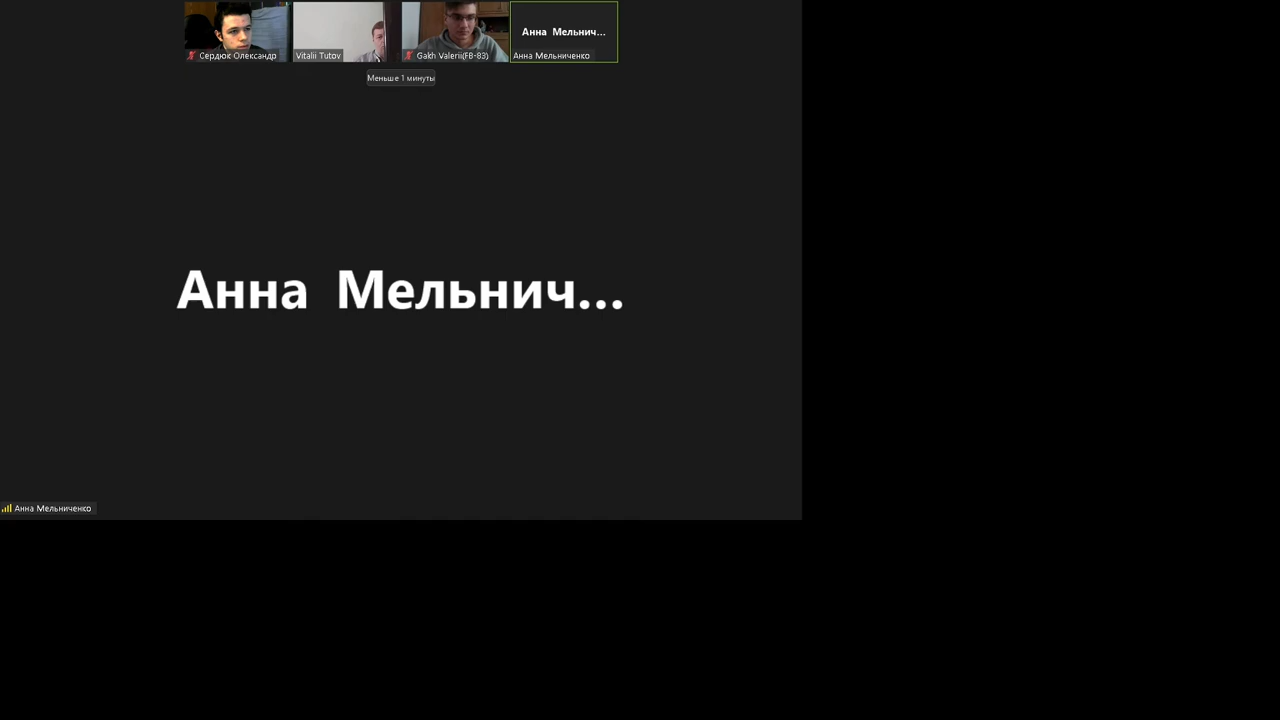 Анна Мельнич...
Сердюк Олександр
Vitalii Tutov
Gakh Valerii(FB-83)
Анна Мельниченко
Меньше 1 минуты
Анна Мельнич...
Анна Мельниченко